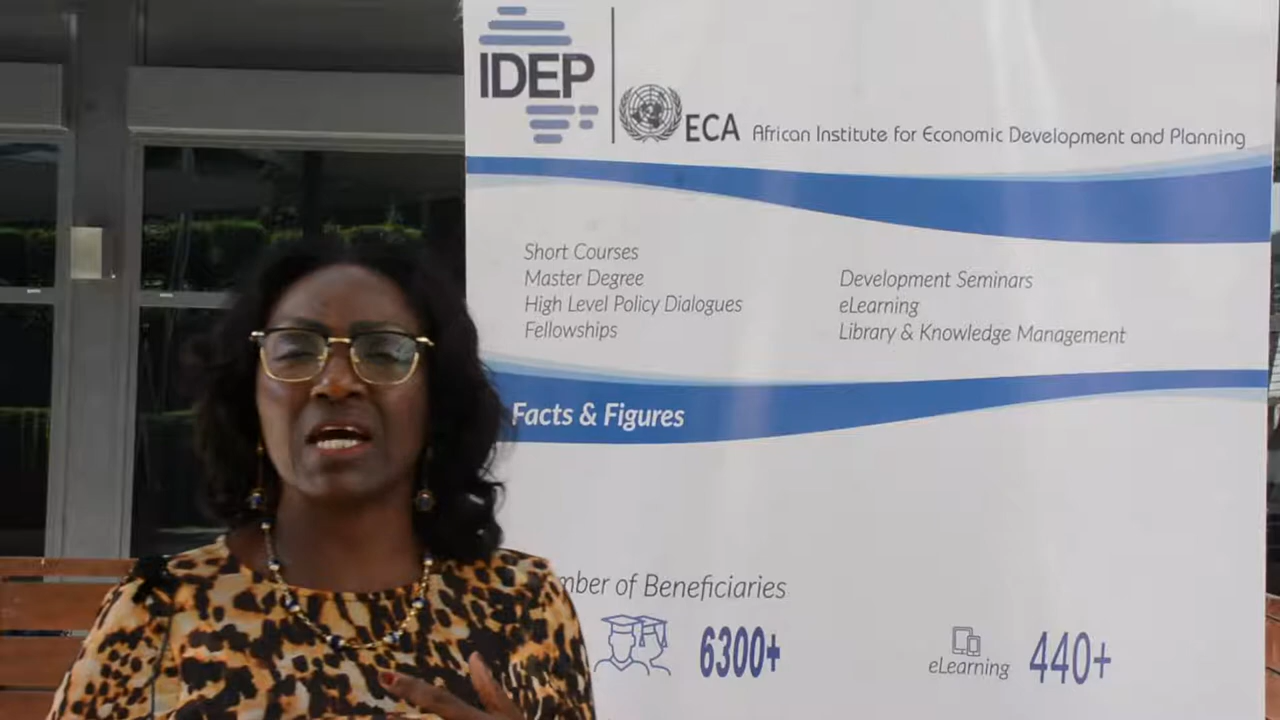 IDEP
ECA African Institute for Economic Development and Planning
Short Courses
Master Degree
High Level Policy Dialogues
Fellowships
Development Seminars
eLearning
Library & Knowledge Management
Facts & Figures
of Beneficiaries
6300+
eLearning 440+